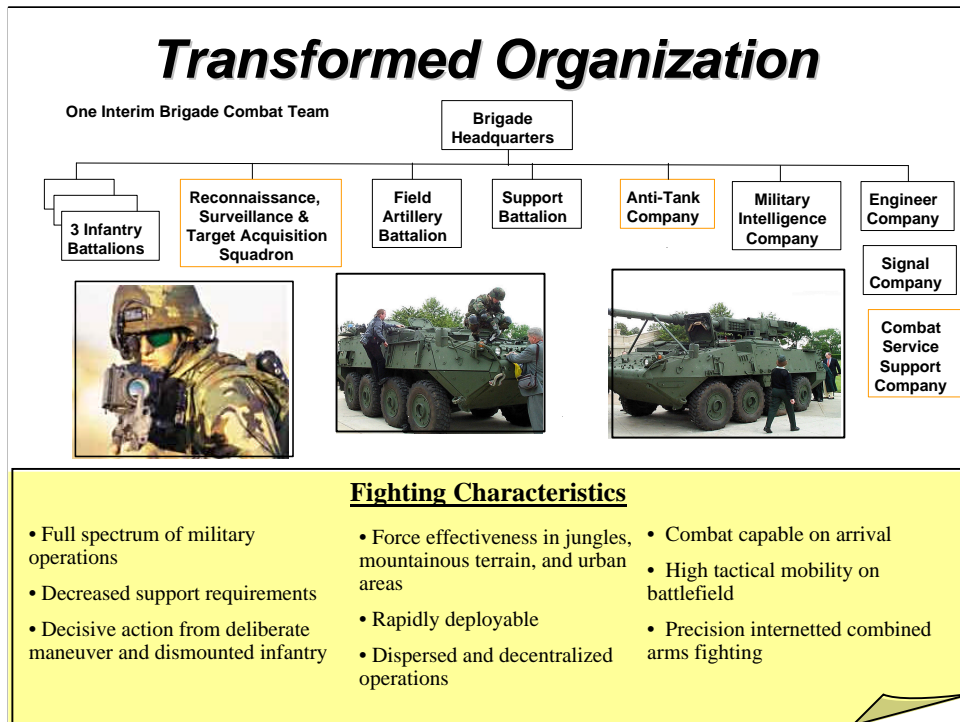 Transformed Organization
One Interim Brigade Combat Team
Brigade
Headquarters
3 Infantry
Battalions
Reconnaissance,
Surveillance &
Target Acquisition
Squadron
Field
Artillery
Battalion
Support
Battalion
Anti-Tank
Company
Military
Intelligence
Company
Engineer
Company
Signal
Company
Combat
Service
Support
Company
Fighting Characteristics
• Full spectrum of military
operations
• Decreased support requirements
• Decisive action from deliberate
maneuver and dismounted infantry
• Force effectiveness in jungles,
mountainous terrain, and urban
areas
• Rapidly deployable
• Dispersed and decentralized
operations
• Combat capable on arrival
• High tactical mobility on
battlefield
• Precision internetted combined
arms fighting